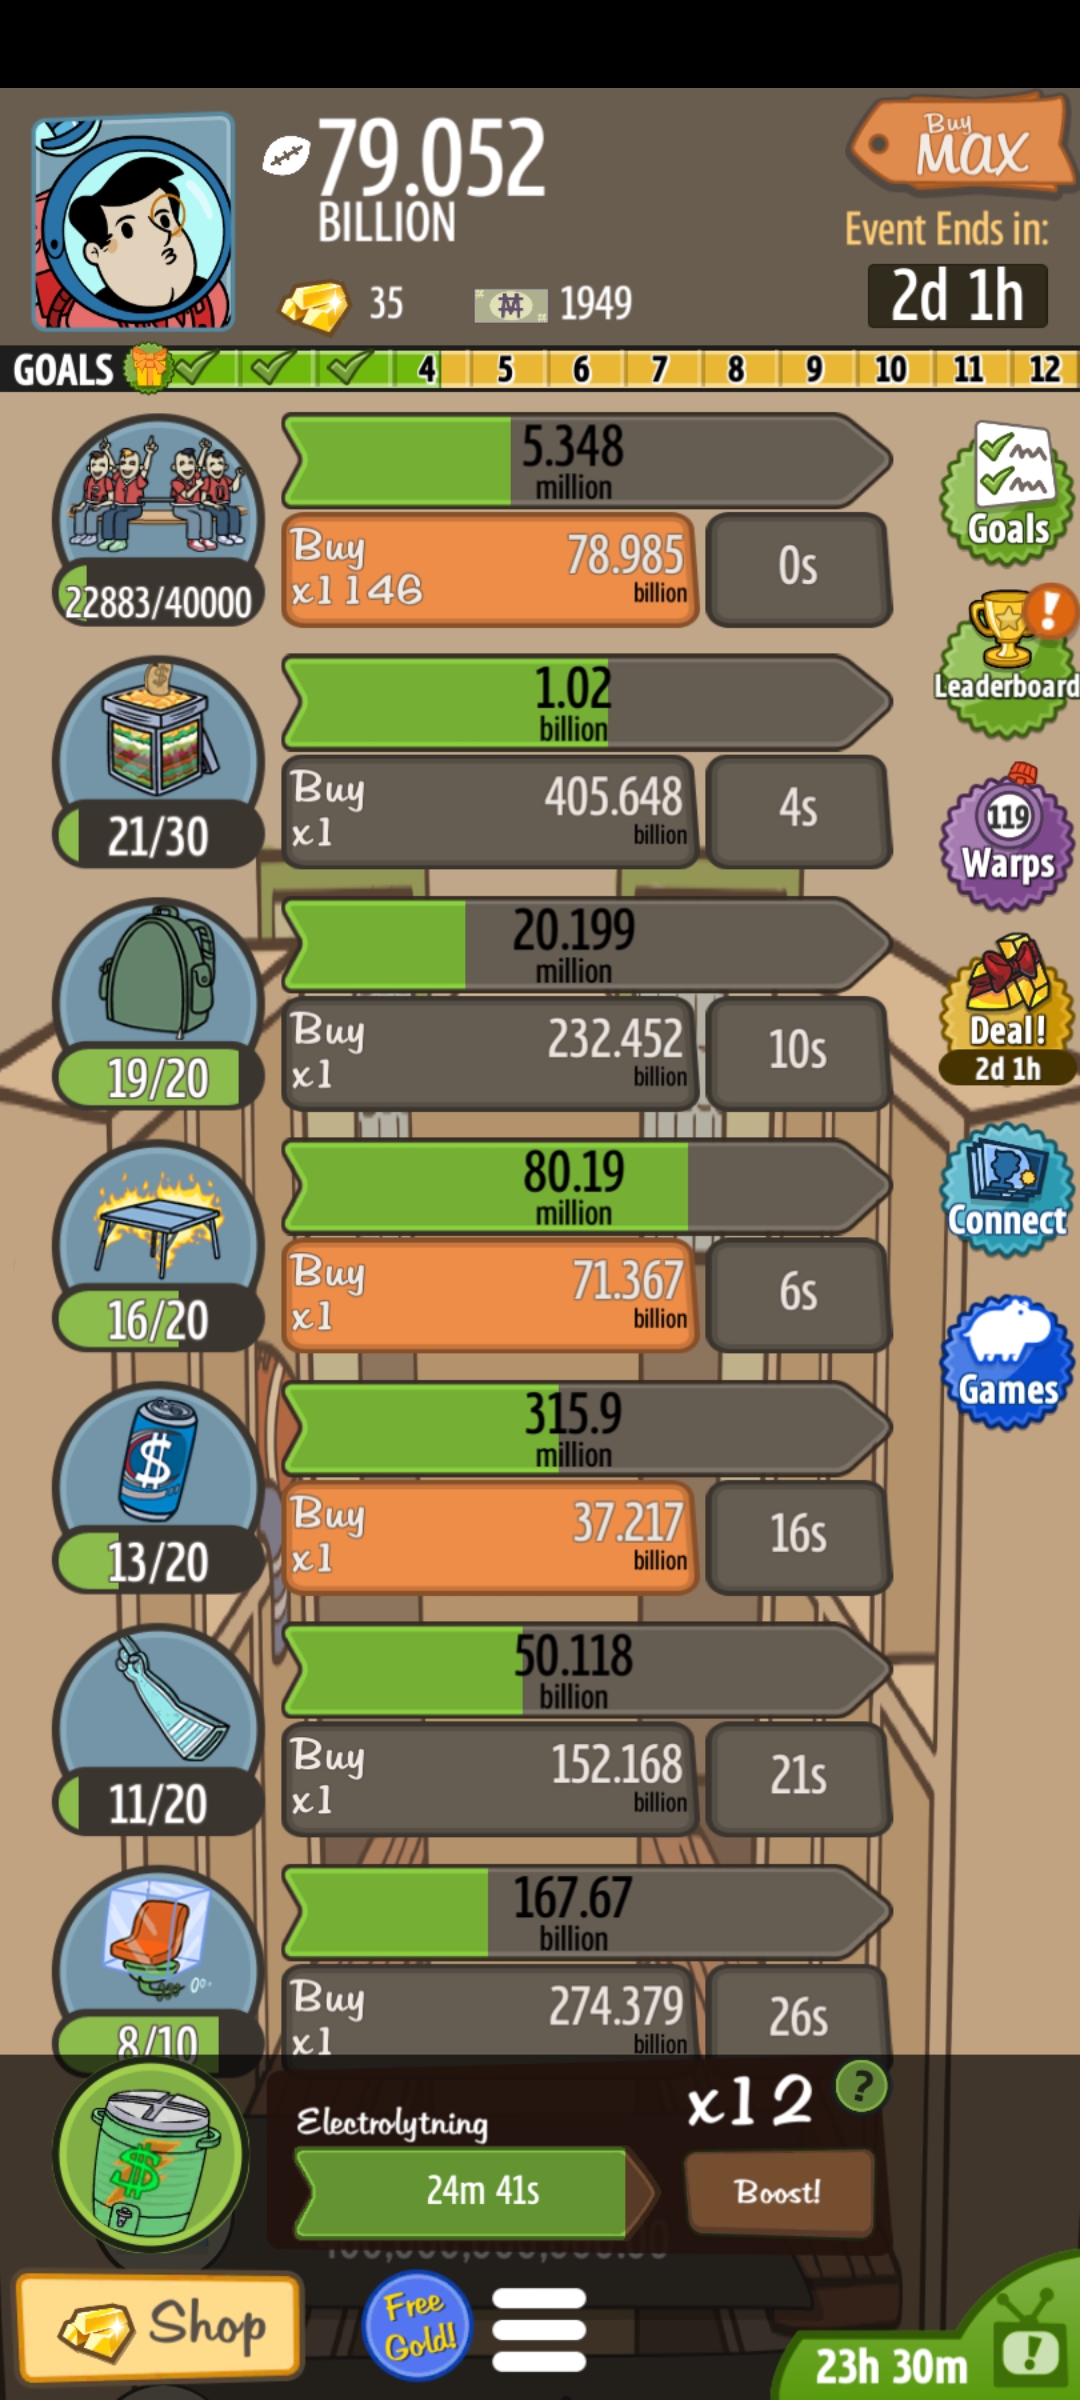 79.052
BILLION
Buy
MAX
Event Ends in:
2d 1h
35
1949
GOALS 4 5 6 7 8 9 10 11 12
5.348
million
Buy
x1146
78.985
billion
0s
22883/40000
Goals
1.02
billion
Buy
x1
405.648
billion
4s
21/30
!
Leaderboard
20.199
million
Buy
x1
232.452
billion
10s
19/20
119
Warps
Deal!
2d 1h
80.19
million
Buy
x1
71.367
billion
6s
16/20
Connect
315.9
million
Buy
x1
37.217
billion
16s
13/20
$
Games
50.118
billion
Buy
x1
152.168
billion
21s
11/20
167.67
billion
Buy
x1
274.379
billion
26s
8/10
$
Electrolytning
24m 41s
x12
?
Boost!
Shop
Free
Gold!
23h 30m
!